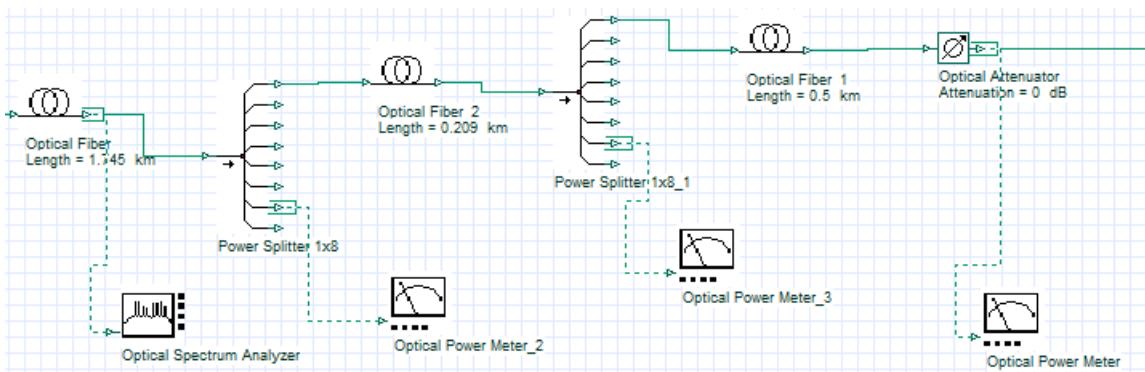 Optical Fiber
Length = 1.745 km
Power Splitter 1x8
Optical Fiber 2
Length = 0.209 km
Power Splitter 1x8_1
Optical Fiber 1
Length = 0.5 km
Optical Attenuator
Attenuation = 0 dB
Optical Spectrum Analyzer
Optical Power Meter_2
Optical Power Meter_3
Optical Power Meter